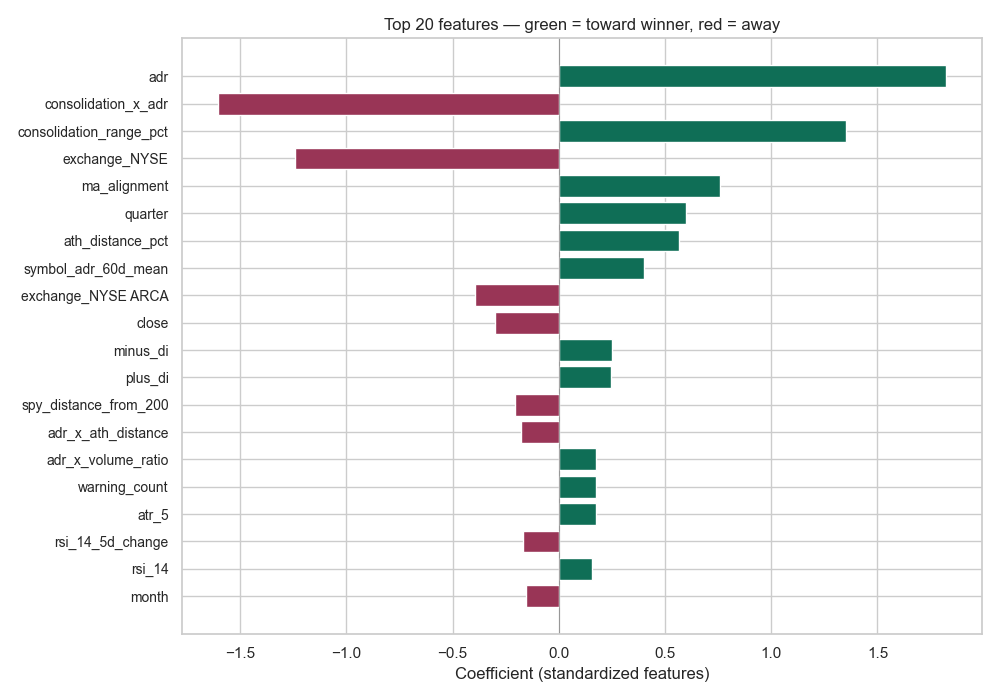 Top 20 features — green = toward winner, red = away
adr
consolidation_x_adr
consolidation_range_pct
exchange_NYSE
ma_alignment
quarter
ath_distance_pct
symbol_adr_60d_mean
exchange_NYSE ARCA
close
minus_di
plus_di
spy_distance_from_200
adr_x_ath_distance
adr_x_volume_ratio
warning_count
atr_5
rsi_14_5d_change
rsi_14
month
−1.5 −1.0 −0.5 0.0 0.5 1.0 1.5
Coefficient (standardized features)